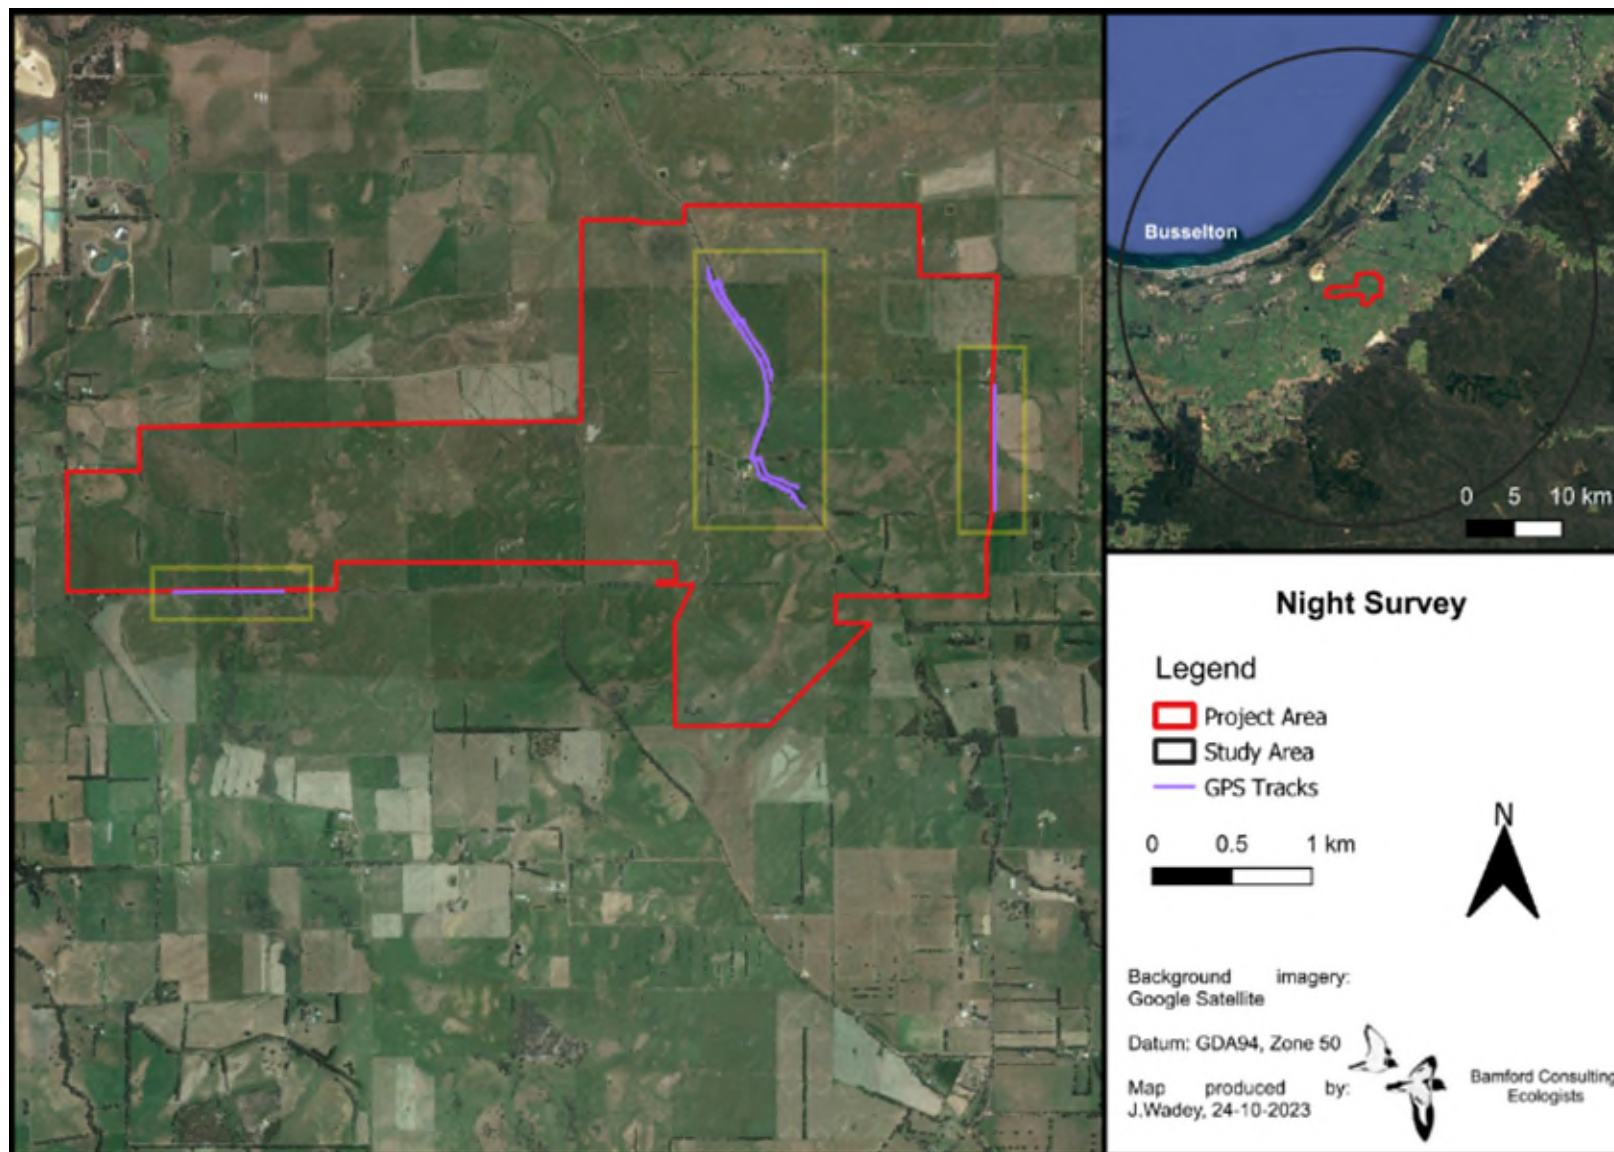 Busselton
0 5 10 km
Night Survey
Legend
Project Area
Study Area
GPS Tracks
0 0.5 1 km
N
Background imagery:
Google Satellite
Datum: GDA94, Zone 50
Map produced by:
J.Wadey, 24-10-2023
Bamford Consulting
Ecologists